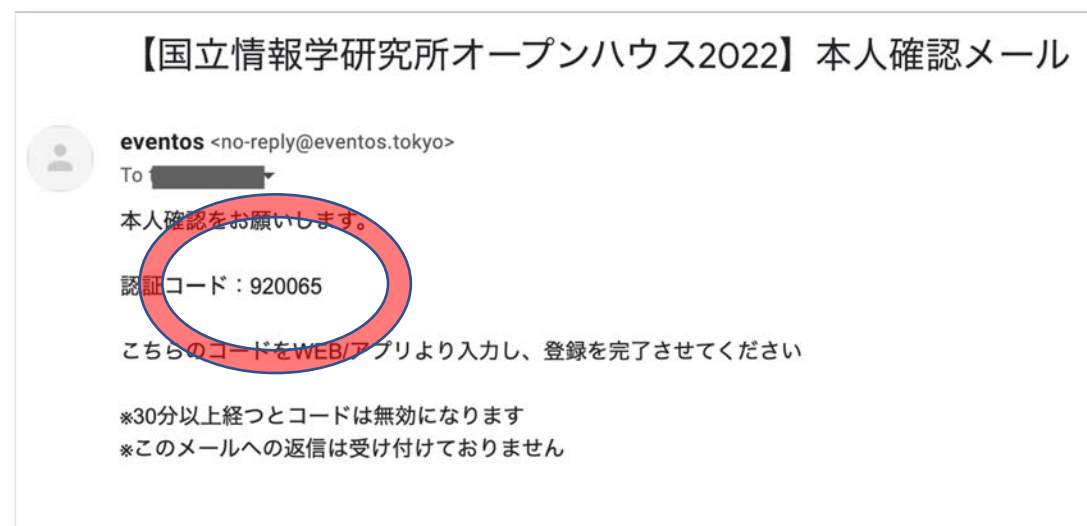 【国立情報学研究所オープンハウス2022】本人確認メール
eventos <no-reply@eventos.tokyo>
To
本人確認をお願いします。
認証コード：920065
こちらのコードをWEB/アプリより入力し、登録を完了させてください
※30分以上経つとコードは無効になります
※このメールへの返信は受け付けておりません